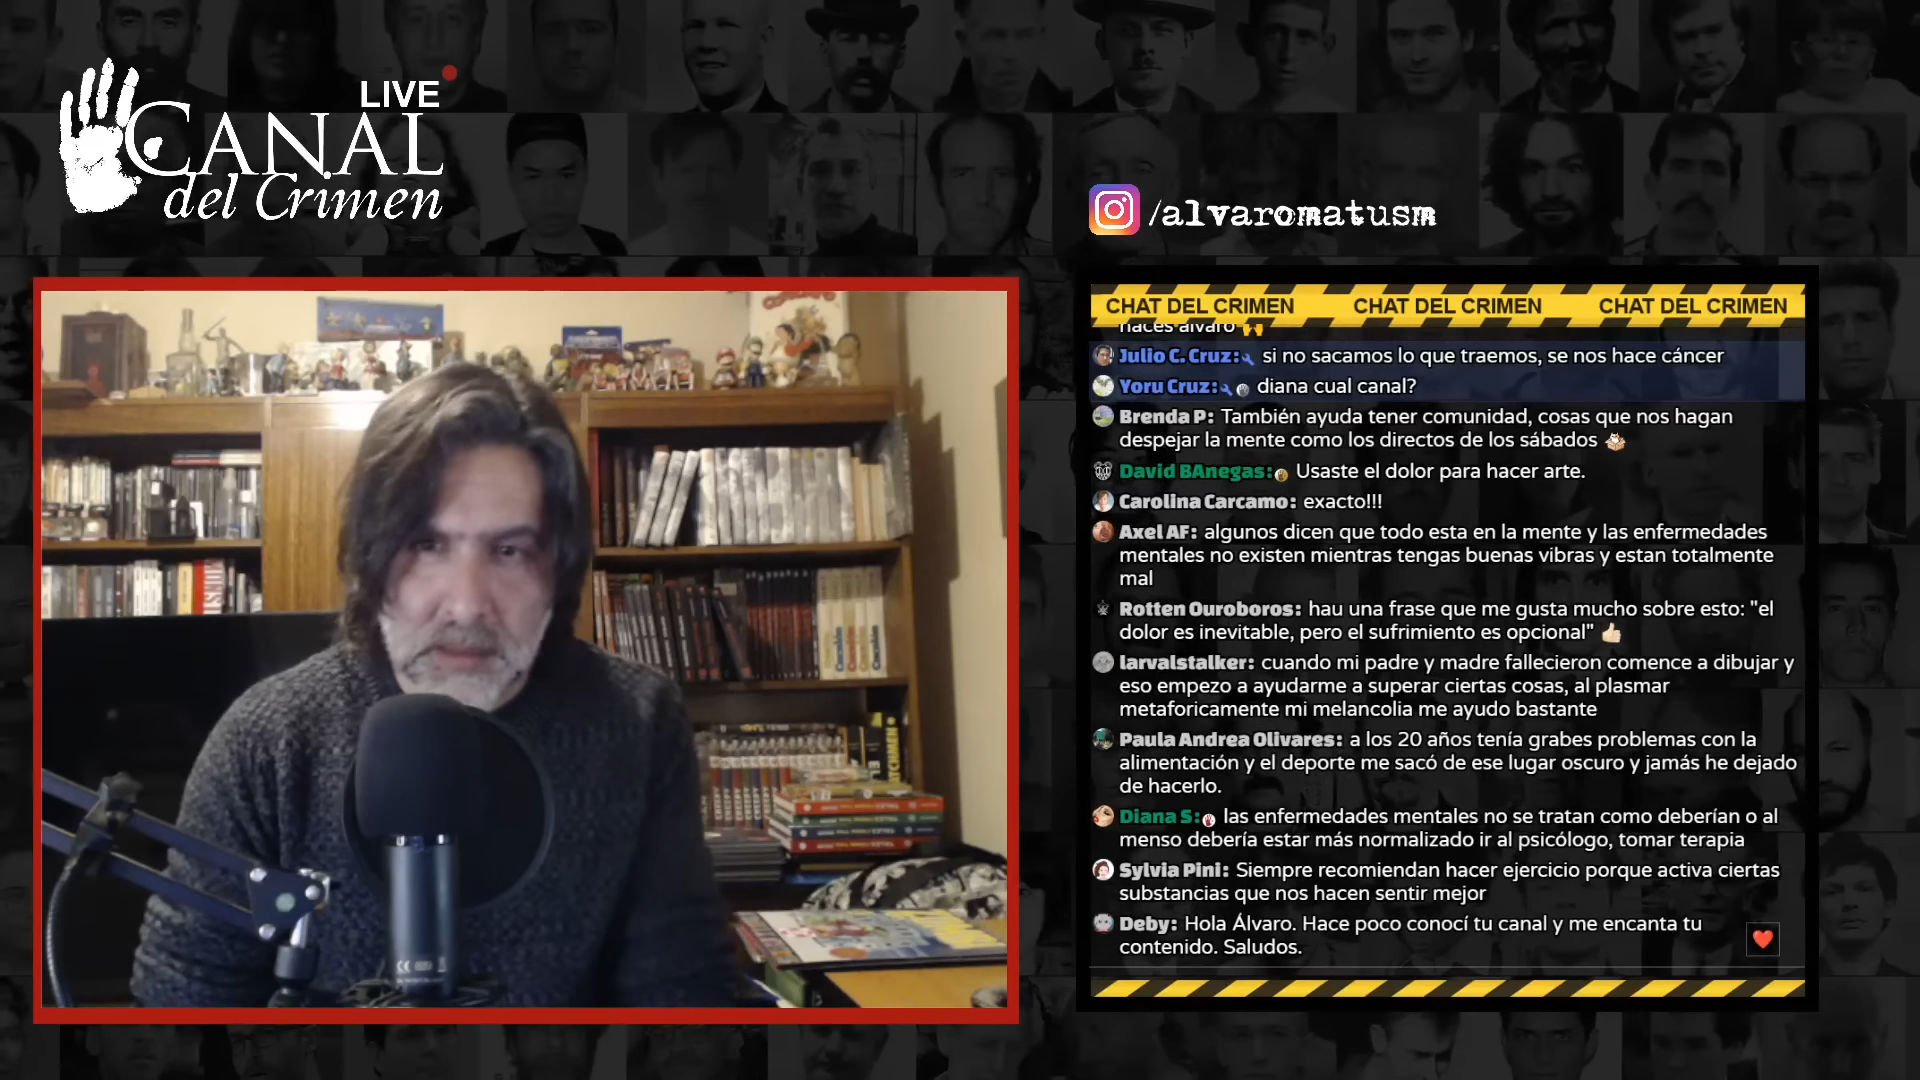 LIVE
CANAL
del Crimen
/alvaromatusm
CHAT DEL CRIMEN CHAT DEL CRIMEN CHAT DEL CRIMEN
haces alvaro
Julio C. Cruz: si no sacamos lo que traemos, se nos hace cáncer
Yoru Cruz: diana cual canal?
Brenda P: También ayuda tener comunidad, cosas que nos hagan
despejar la mente como los directos de los sábados
David BAnegas: Usaste el dolor para hacer arte.
Carolina Carcamo: exacto!!!
Axel AF: algunos dicen que todo esta en la mente y las enfermedades
mentales no existen mientras tengas buenas vibras y estan totalmente
mal
Rotten Ouroboros: hau una frase que me gusta mucho sobre esto: "el
dolor es inevitable, pero el sufrimiento es opcional" 👍🏻
larvalstalker: cuando mi padre y madre fallecieron comence a dibujar y
eso empezo a ayudarme a superar ciertas cosas, al plasmar
metaforicamente mi melancolia me ayudo bastante
Paula Andrea Olivares: a los 20 años tenía grabes problemas con la
alimentación y el deporte me sacó de ese lugar oscuro y jamás he dejado
de hacerlo.
Diana S: las enfermedades mentales no se tratan como deberían o al
menso debería estar más normalizado ir al psicólogo, tomar terapia
Sylvia Pini: Siempre recomiendan hacer ejercicio porque activa ciertas
substancias que nos hacen sentir mejor
Deby: Hola Álvaro. Hace poco conocí tu canal y me encanta tu
contenido. Saludos.